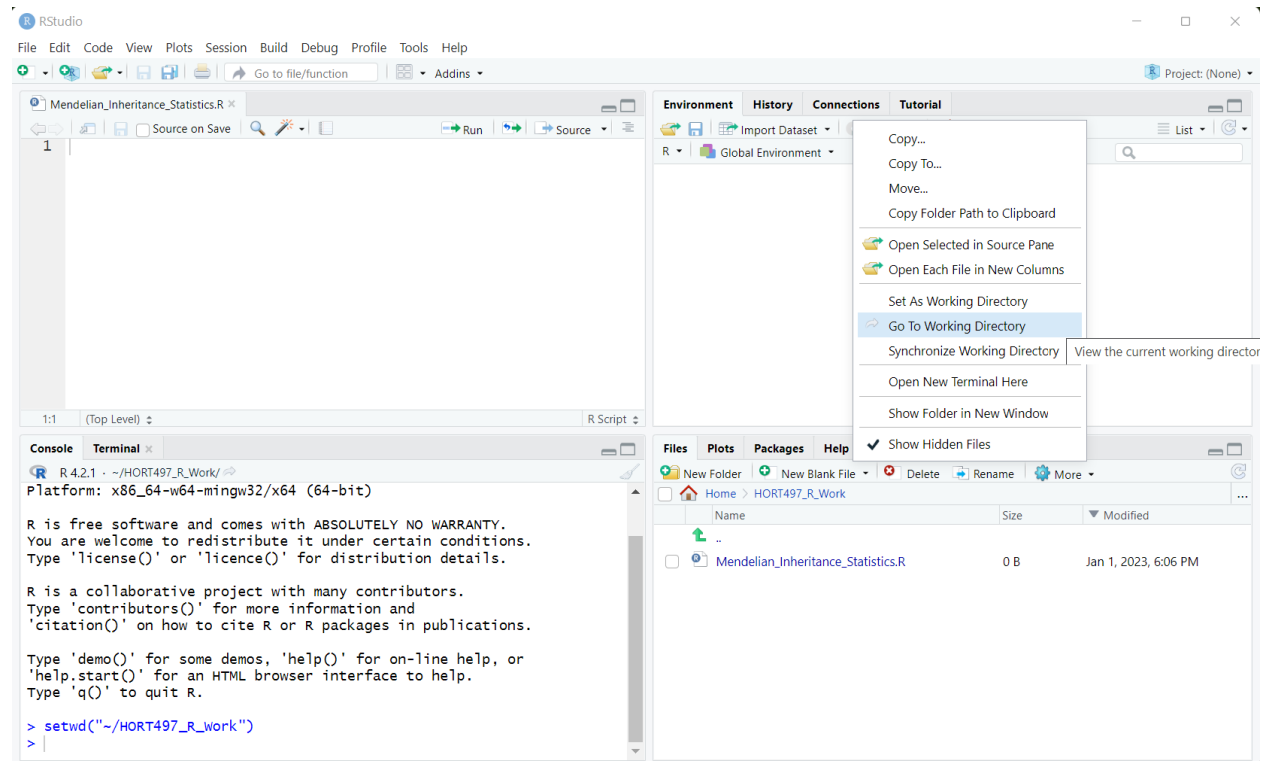 RStudio
File Edit Code View Plots Session Build Debug Profile Tools Help
Go to file/function Addins Project: (None)
Mendelian_Inheritance_Statistics.R
Source on Save Run Source
1
1:1 (Top Level) R Script
Environment History Connections Tutorial
Import Dataset List
R Global Environment
Copy...
Copy To...
Move...
Copy Folder Path to Clipboard
Open Selected in Source Pane
Open Each File in New Columns
Set As Working Directory
Go To Working Directory
Synchronize Working Directory
View the current working director
Open New Terminal Here
Show Folder in New Window
Show Hidden Files
Console Terminal
R 4.2.1 · ~/HORT497_R_Work/
Platform: x86_64-w64-mingw32/x64 (64-bit)
R is free software and comes with ABSOLUTELY NO WARRANTY.
You are welcome to redistribute it under certain conditions.
Type 'license()' or 'licence()' for distribution details.
R is a collaborative project with many contributors.
Type 'contributors()' for more information and
'citation()' on how to cite R or R packages in publications.
Type 'demo()' for some demos, 'help()' for on-line help, or
'help.start()' for an HTML browser interface to help.
Type 'q()' to quit R.
> setwd("~/HORT497_R_Work")
>
Files Plots Packages Help
New Folder New Blank File Delete Rename More
Home HORT497_R_Work ...
Name Size Modified
..
Mendelian_Inheritance_Statistics.R 0 B Jan 1, 2023, 6:06 PM